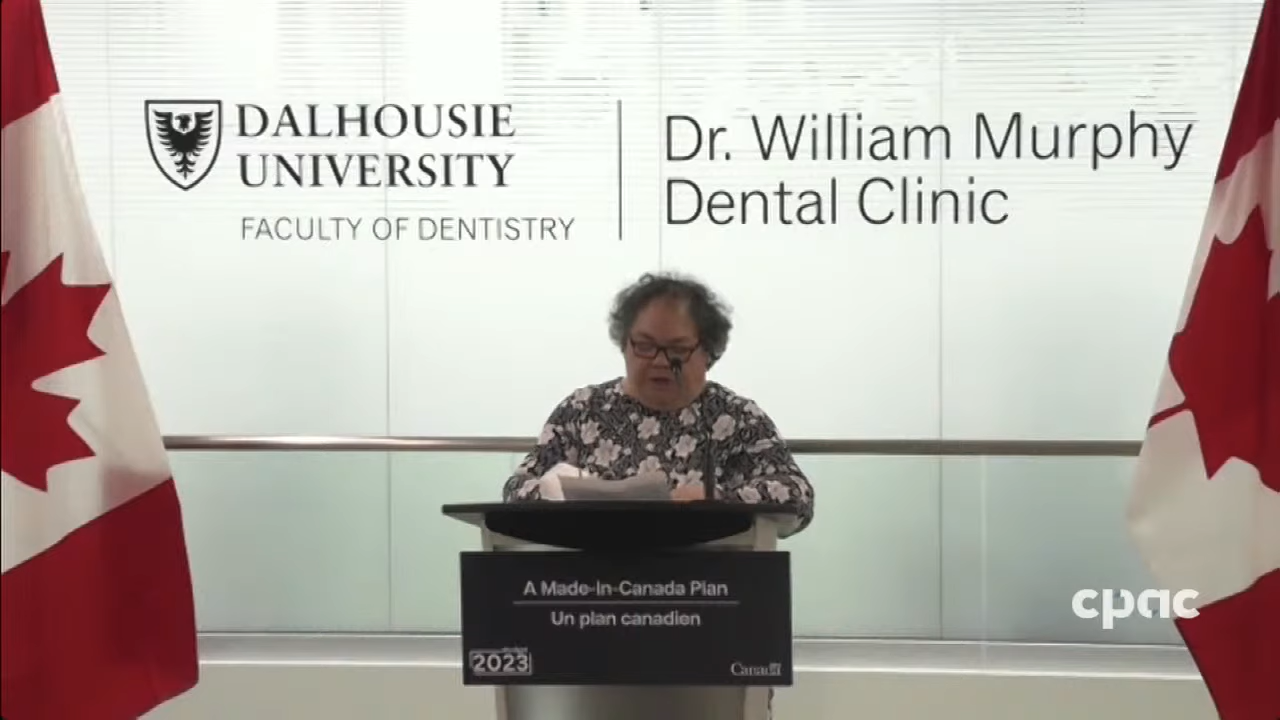 DALHOUSIE
UNIVERSITY
FACULTY OF DENTISTRY
Dr. William Murphy
Dental Clinic
A Made-In-Canada Plan
Un plan canadien
2023
Canada
cpac